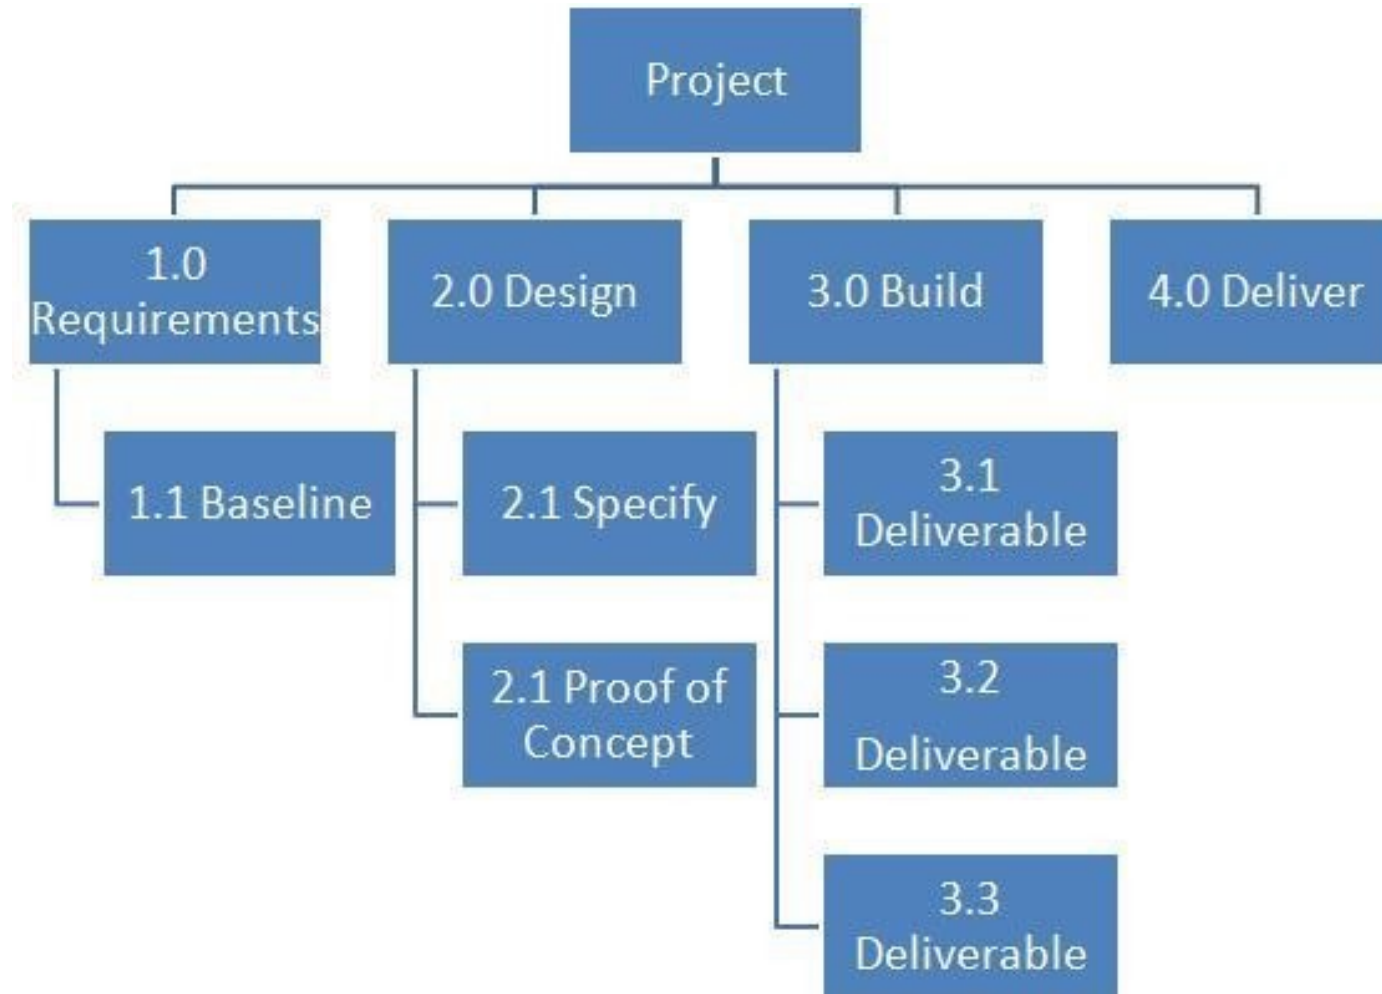 Project
1.0
Requirements
2.0 Design
3.0 Build
4.0 Deliver
1.1 Baseline
2.1 Specify
3.1
Deliverable
2.1 Proof of
Concept
3.2
Deliverable
3.3
Deliverable